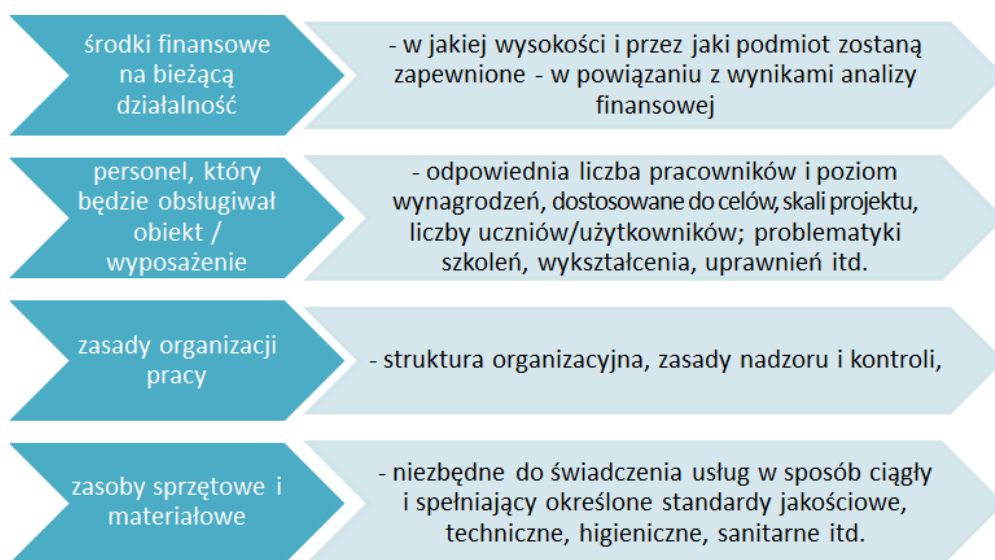 środki finansowe
na bieżącą
działalność
- w jakiej wysokości i przez jaki podmiot zostaną
zapewnione - w powiązaniu z wynikami analizy
finansowej
personel, który
będzie obsługiwał
obiekt /
wyposażenie
- odpowiednia liczba pracowników i poziom
wynagrodzeń, dostosowane do celów, skali projektu,
liczby uczniów/użytkowników; problematyki
szkoleń, wykształcenia, uprawnień itd.
zasady organizacji
pracy
- struktura organizacyjna, zasady nadzoru i kontroli,
zasoby sprzętowe i
materiałowe
- niezbędne do świadczenia usług w sposób ciągły
i spełniający określone standardy jakościowe,
techniczne, higieniczne, sanitarne itd.